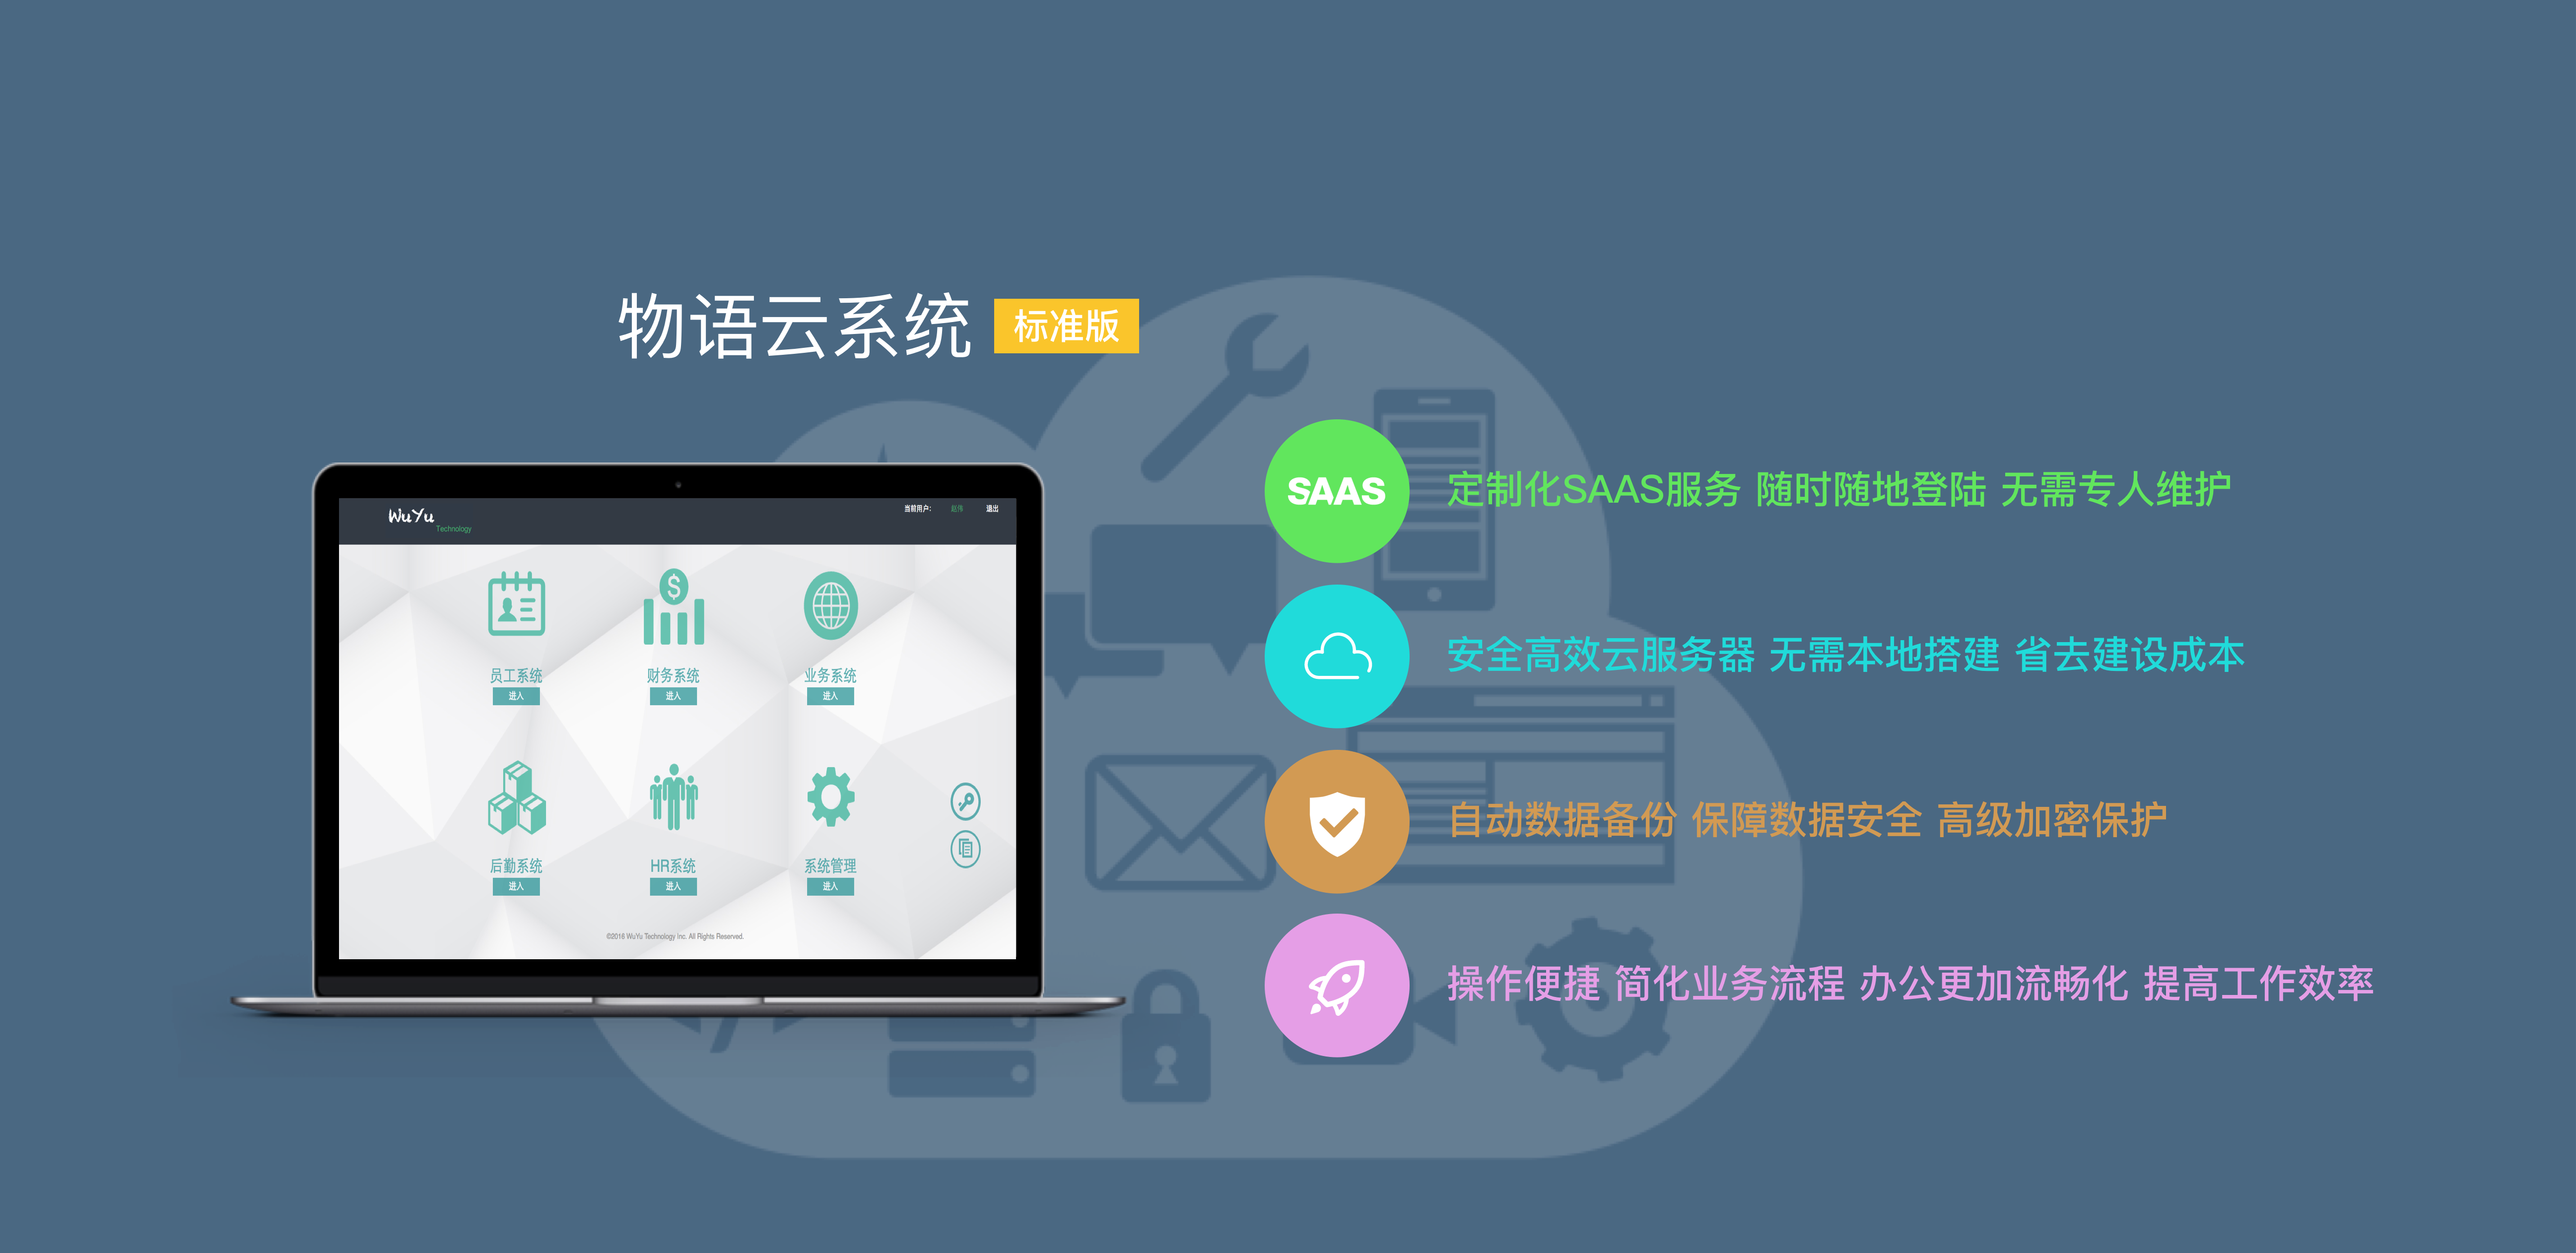 物语云系统 标准版
WuYu
Technology
当前用户: 赵伟 退出
员工系统 财务系统 业务系统
进入 进入 进入
后勤系统 HR系统 系统管理
进入 进入 进入
©2016 WuYu Technology Inc. All Rights Reserved.
SAAS 定制化SAAS服务 随时随地登陆 无需专人维护
安全高效云服务器 无需本地搭建 省去建设成本
自动数据备份 保障数据安全 高级加密保护
操作便捷 简化业务流程 办公更加流畅化 提高工作效率